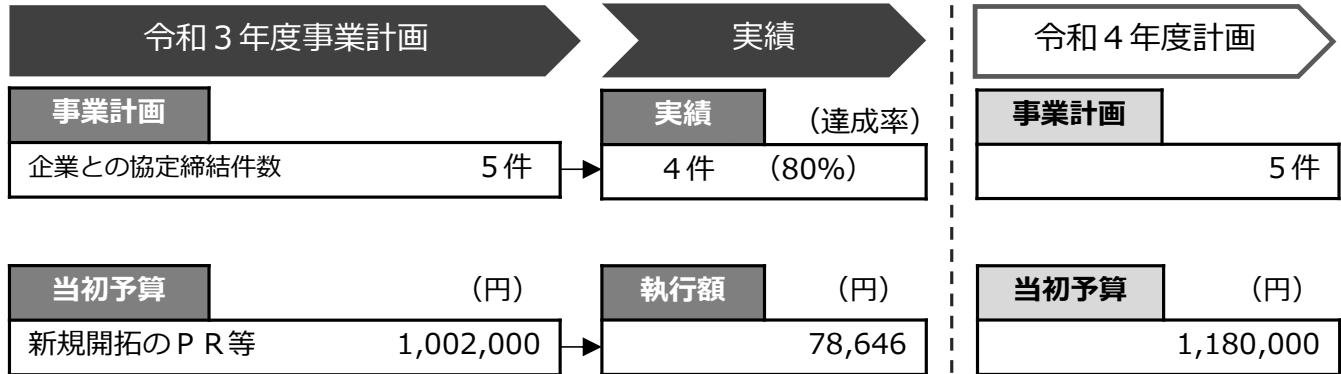 令和３年度事業計画
実績
令和４年度計画
事業計画
実績
（達成率）
事業計画
企業との協定締結件数
５件
４件
（80%）
５件
当初予算
（円）
執行額
（円）
当初予算
（円）
新規開拓のＰＲ等
1,002,000
78,646
1,180,000